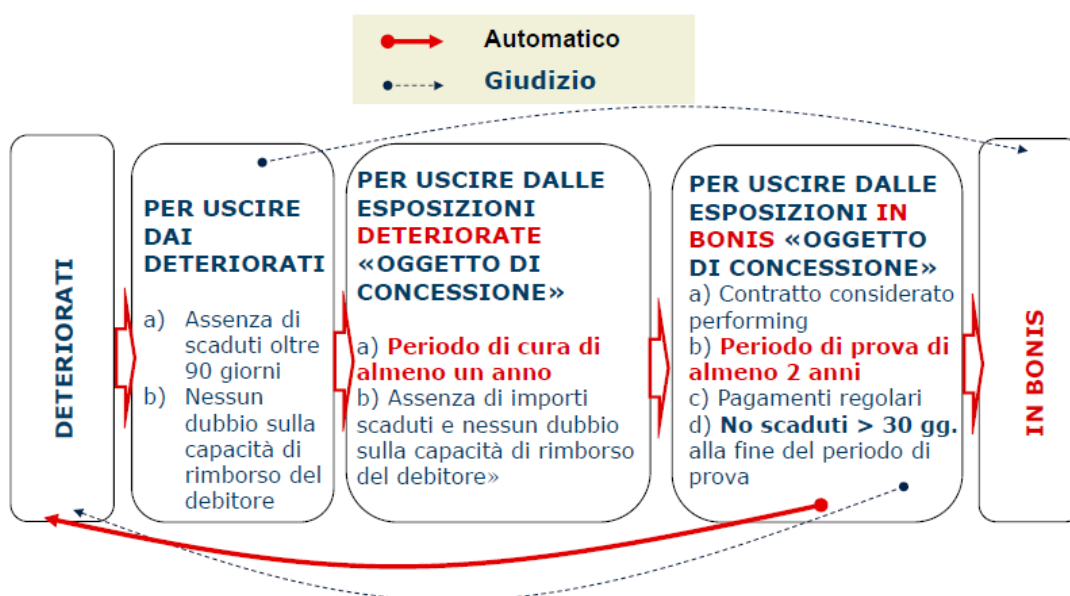 Automatico
Giudizio
DETERIORATI
PER USCIRE
DAI
DETERIORATI
a) Assenza di
scaduti oltre
90 giorni
b) Nessun
dubbio sulla
capacità di
rimborso del
debitore
PER USCIRE DALLE
ESPOSIZIONI
DETERIORATE
«OGGETTO DI
CONCESSIONE»
a) Periodo di cura di
almeno un anno
b) Assenza di importi
scaduti e nessun dubbio
sulla capacità di rimborso
del debitore»
PER USCIRE DALLE
ESPOSIZIONI IN
BONIS «OGGETTO
DI CONCESSIONE»
a) Contratto considerato
performing
b) Periodo di prova di
almeno 2 anni
c) Pagamenti regolari
d) No scaduti > 30 gg.
alla fine del periodo di
prova
IN BONIS